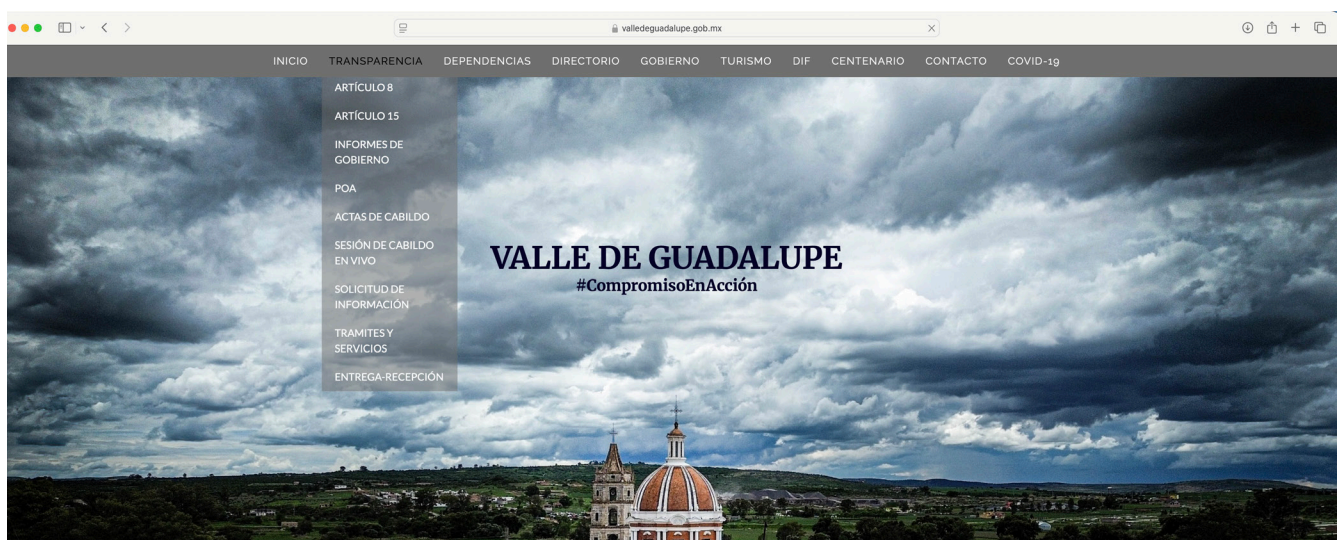 valledeguadalupe.gob.mx
INICIO TRANSPARENCIA DEPENDENCIAS DIRECTORIO GOBIERNO TURISMO DIF CENTENARIO CONTACTO COVID-19
ARTÍCULO 8
ARTÍCULO 15
INFORMES DE
GOBIERNO
POA
ACTAS DE CABILDO
SESIÓN DE CABILDO
EN VIVO
SOLICITUD DE
INFORMACIÓN
TRAMITES Y
SERVICIOS
ENTREGA-RECEPCIÓN
VALLE DE GUADALUPE
#CompromisoEnAcción